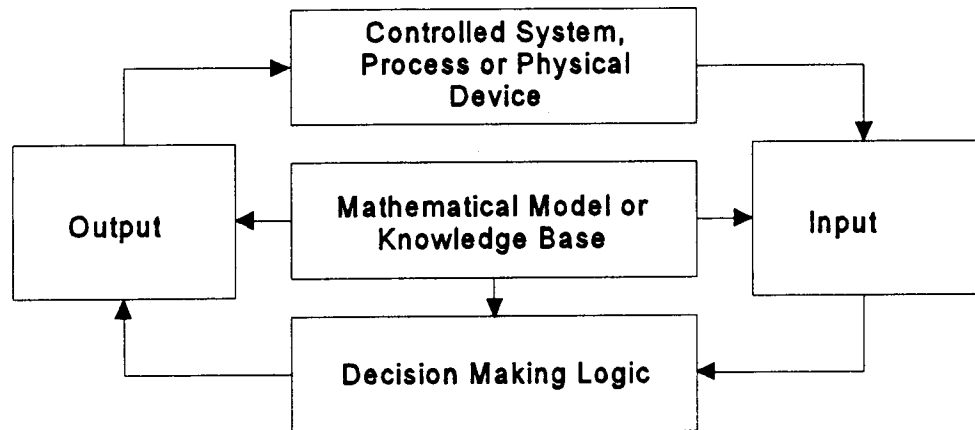 Controlled System,
Process or Physical
Device
Output
Mathematical Model or
Knowledge Base
Input
Decision Making Logic